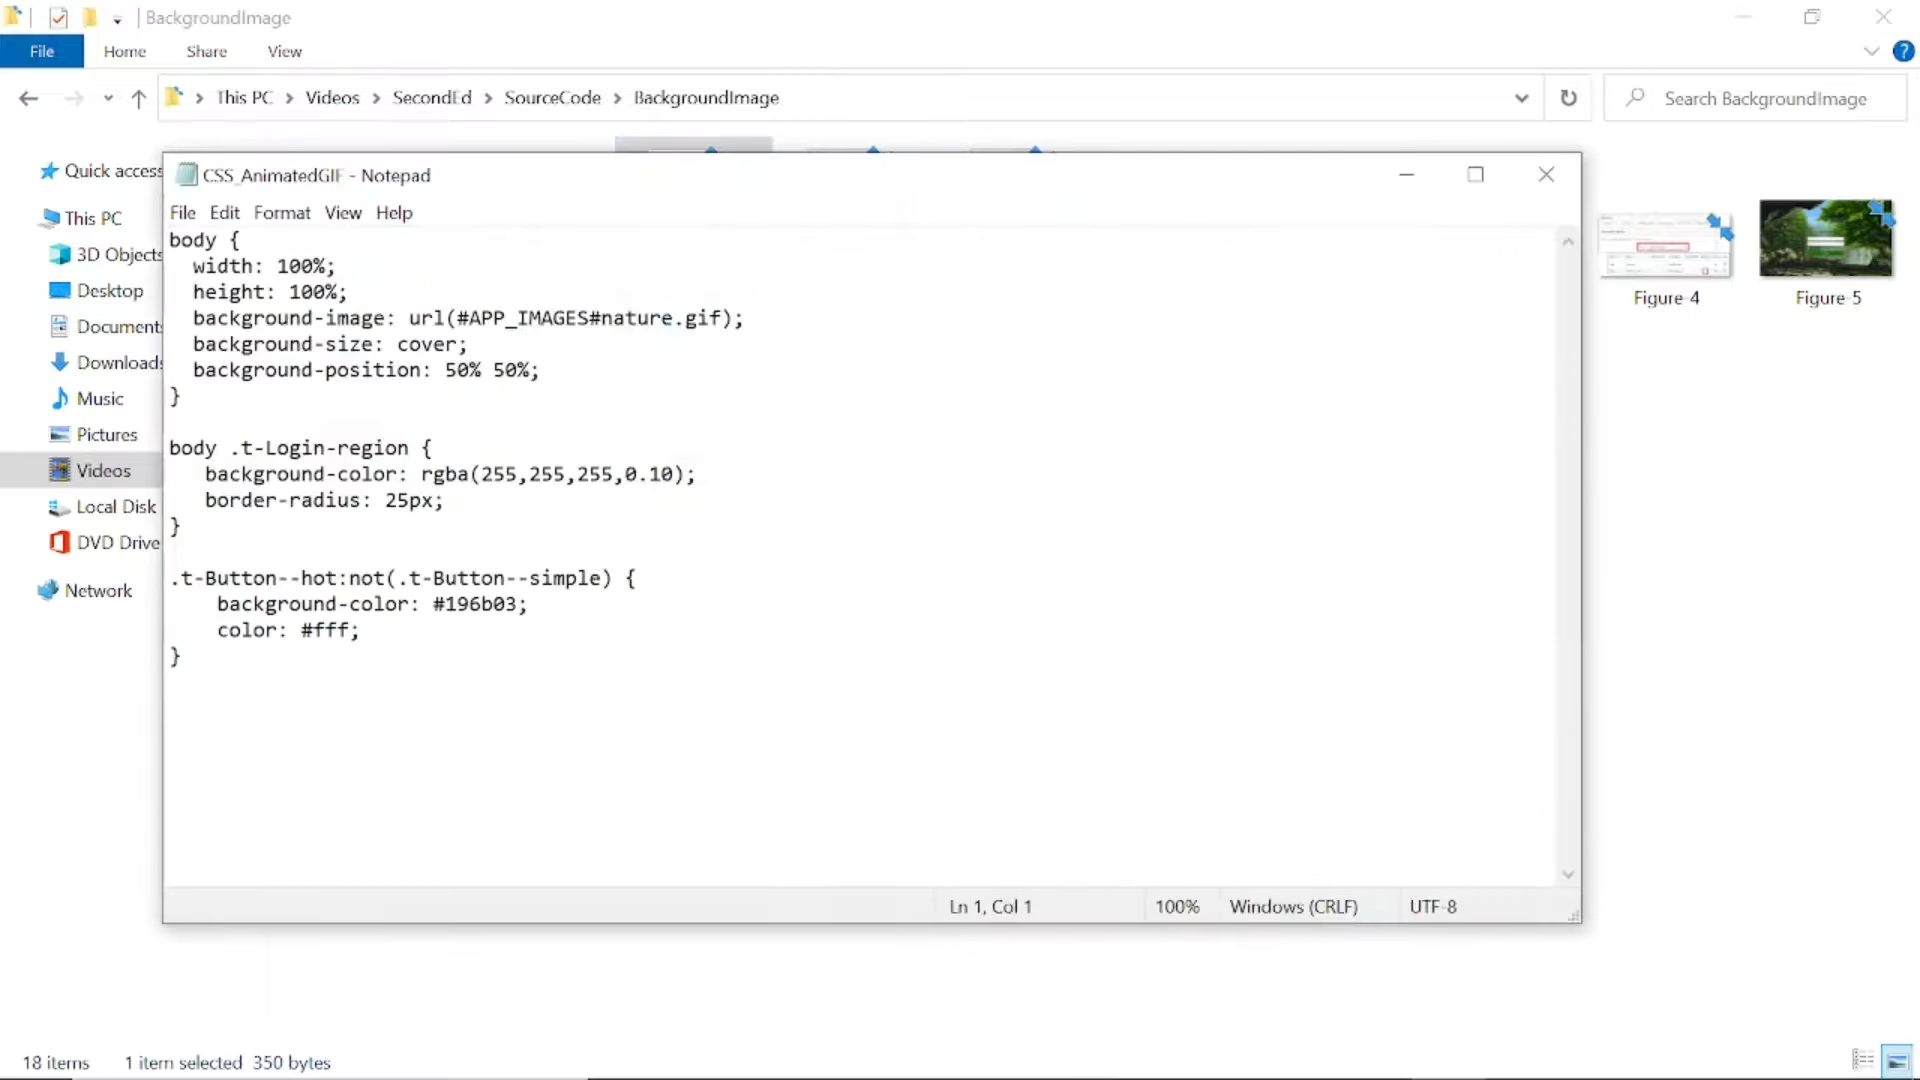 BackgroundImage
File Home Share View
This PC Videos SecondEd SourceCode BackgroundImage
Search BackgroundImage
Quick access
This PC
3D Objects
Desktop
Documents
Downloads
Music
Pictures
Videos
Local Disk
DVD Drive
Network
CSS_AnimatedGIF - Notepad
File Edit Format View Help
body {
width: 100%;
height: 100%;
background-image: url(#APP_IMAGES#nature.gif);
background-size: cover;
background-position: 50% 50%;
}
body .t-Login-region {
background-color: rgba(255,255,255,0.10);
border-radius: 25px;
}
.t-Button--hot:not(.t-Button--simple) {
background-color: #196b03;
color: #fff;
}
Ln 1, Col 1 100% Windows (CRLF) UTF-8
Figure-4 Figure-5
18 items 1 item selected 350 bytes